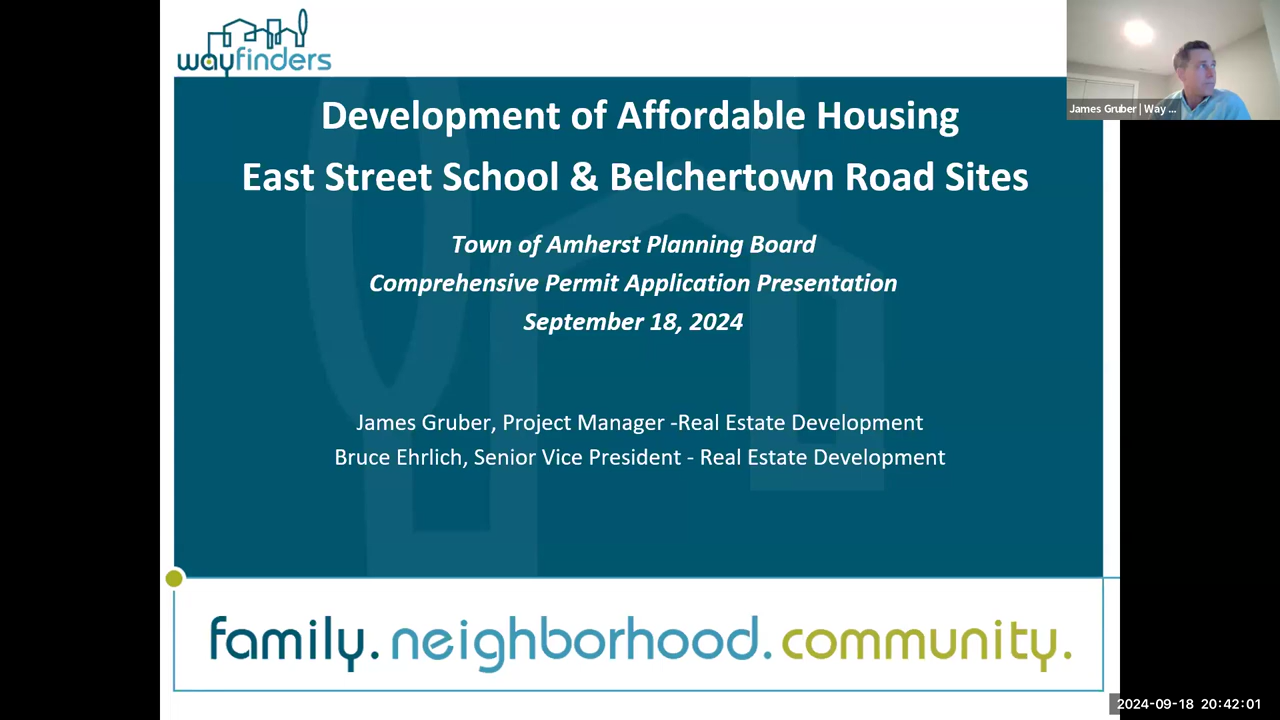 wayfinders
James Gruber | Way ...
Development of Affordable Housing
East Street School & Belchertown Road Sites
Town of Amherst Planning Board
Comprehensive Permit Application Presentation
September 18, 2024
James Gruber, Project Manager -Real Estate Development
Bruce Ehrlich, Senior Vice President - Real Estate Development
family. neighborhood. community.
2024-09-18 20:42:01